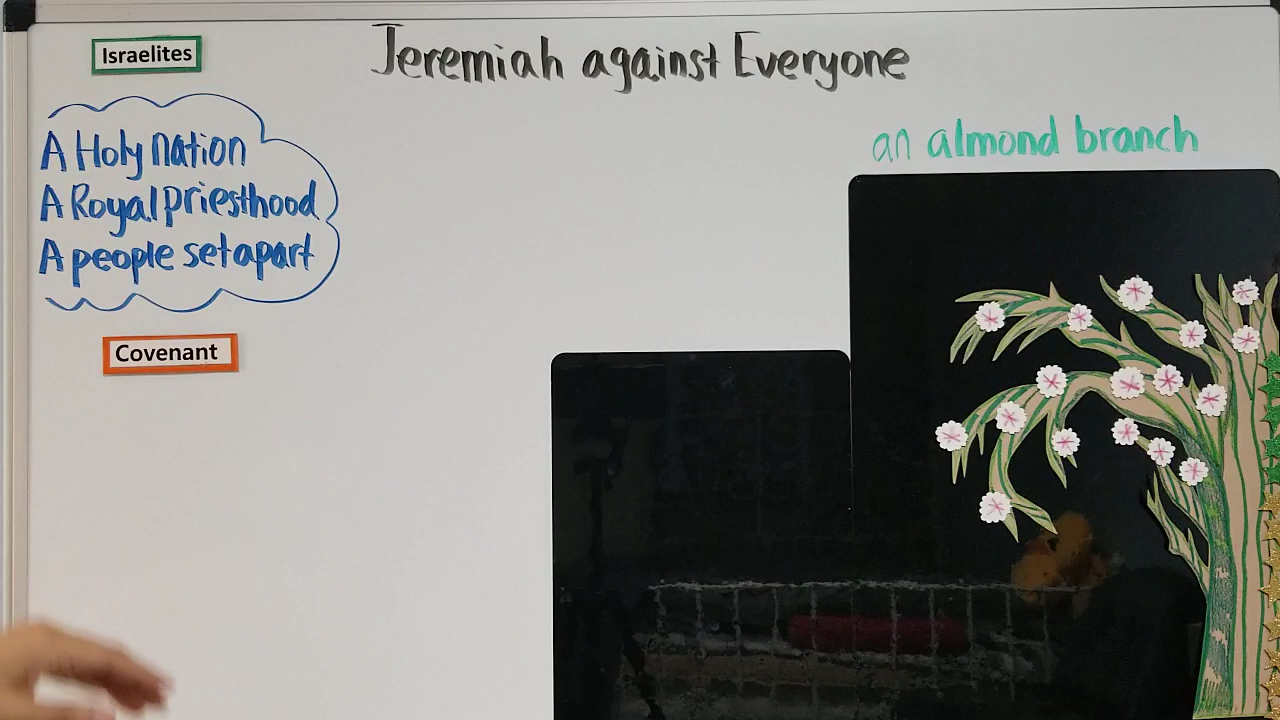 Israelites
Jeremiah against Everyone
A Holy nation
A Royal priesthood
A people set apart
Covenant
an almond branch